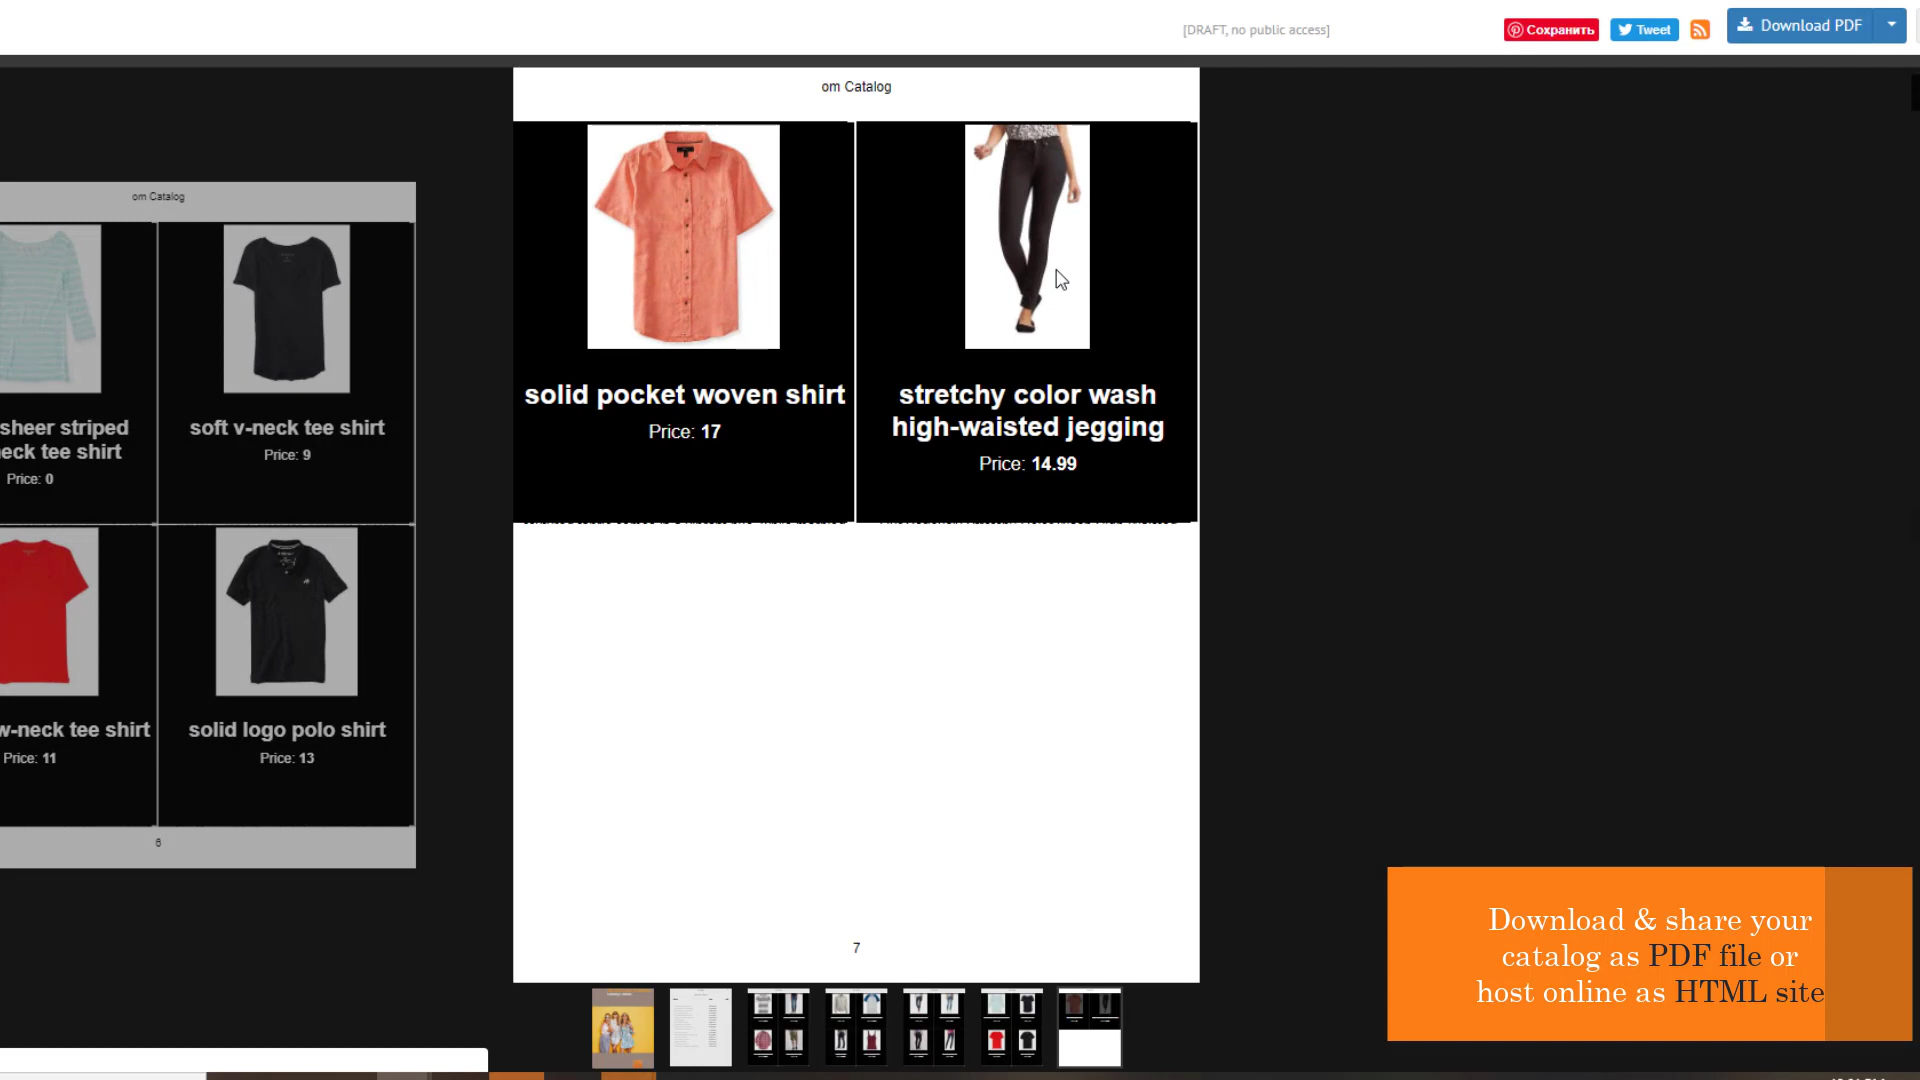 [DRAFT, no public access]
Сохранить
Tweet
Download PDF
om Catalog
solid pocket woven shirt
Price: 17
stretchy color wash
high-waisted jegging
Price: 14.99
7
om Catalog
sheer striped
eck tee shirt
Price: 0
soft v-neck tee shirt
Price: 9
v-neck tee shirt
Price: 11
solid logo polo shirt
Price: 13
6
Download & share your
catalog as PDF file or
host online as HTML site